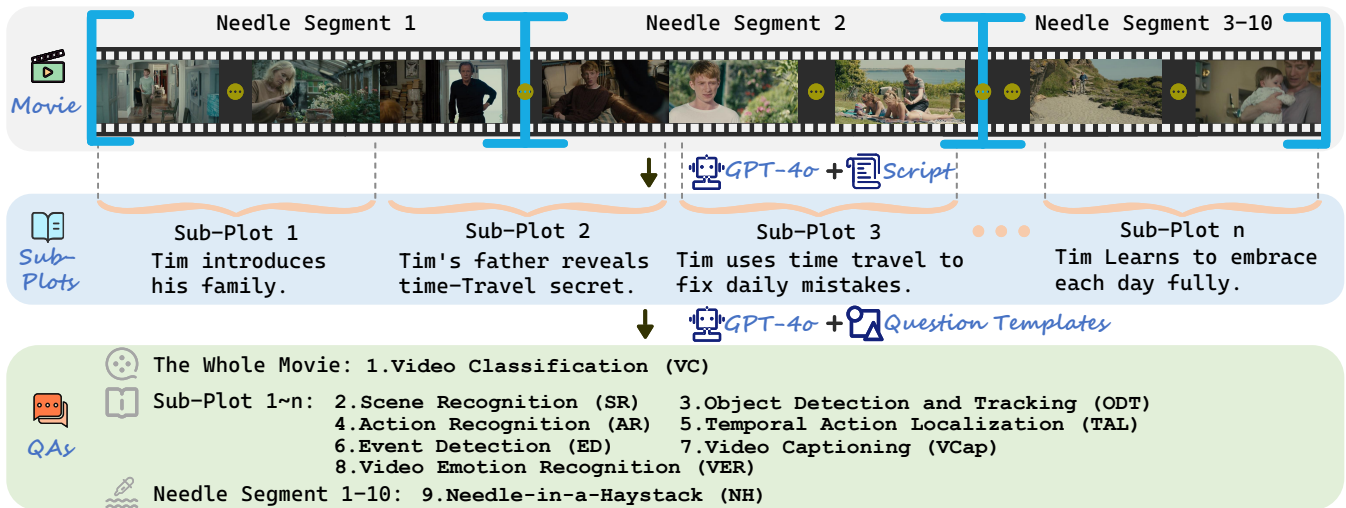 Needle Segment 1
Needle Segment 2
Needle Segment 3-10
Movie
GPT-4o + Script
Sub-Plots
Sub-Plot 1
Tim introduces
his family.
Sub-Plot 2
Tim's father reveals
time-Travel secret.
Sub-Plot 3
Tim uses time travel to
fix daily mistakes.
Sub-Plot n
Tim Learns to embrace
each day fully.
GPT-4o + Question Templates
QAs
The Whole Movie: 1.Video Classification (VC)
Sub-Plot 1~n: 2.Scene Recognition (SR) 3.Object Detection and Tracking (ODT)
4.Action Recognition (AR) 5.Temporal Action Localization (TAL)
6.Event Detection (ED) 7.Video Captioning (VCap)
8.Video Emotion Recognition (VER)
Needle Segment 1-10: 9.Needle-in-a-Haystack (NH)